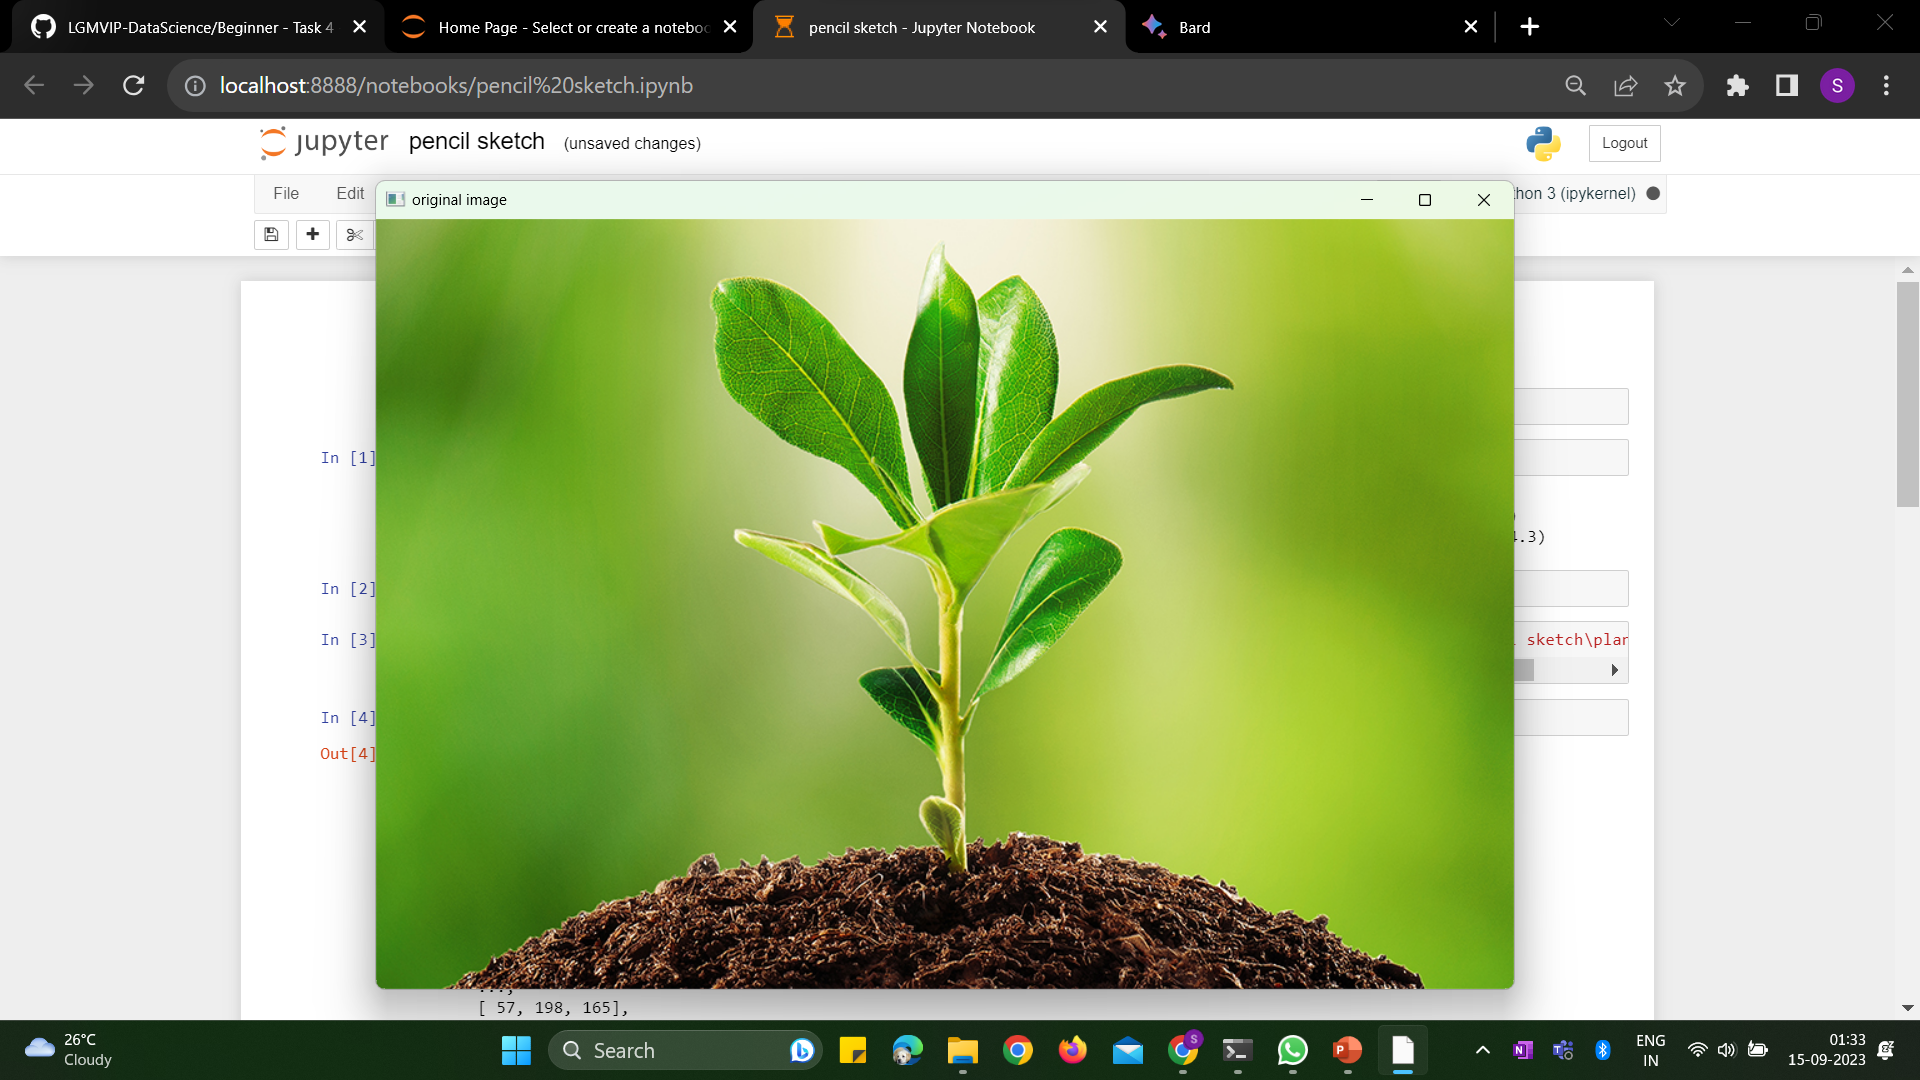 LGMVIP-DataScience/Beginner - Task 4
Home Page - Select or create a noteboo
pencil sketch - Jupyter Notebook
Bard
localhost:8888/notebooks/pencil%20sketch.ipynb
S
jupyter pencil sketch (unsaved changes)
Logout
File Edit
thon 3 (ipykernel)
original image
In [1]
4.3)
In [2]
In [3]
sketch\plan
In [4]
Out[4]
...,
[ 57, 198, 165],
26°C
Cloudy
Search
S
ENG
IN
01:33
15-09-2023